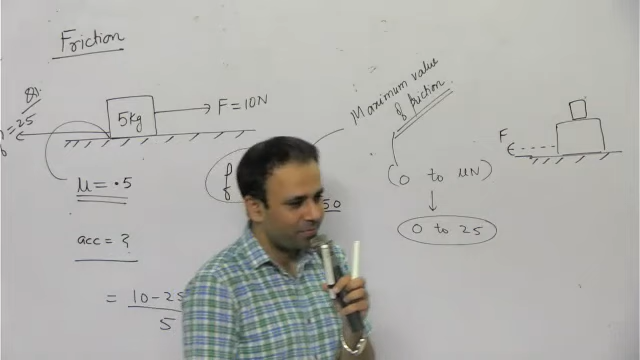 Friction
5kg
F = 10N
= 25
μ = .5
acc = ?
= 10-25
5
f
50
Maximum value
of friction
(0 to μN)
↓
0 to 25
F